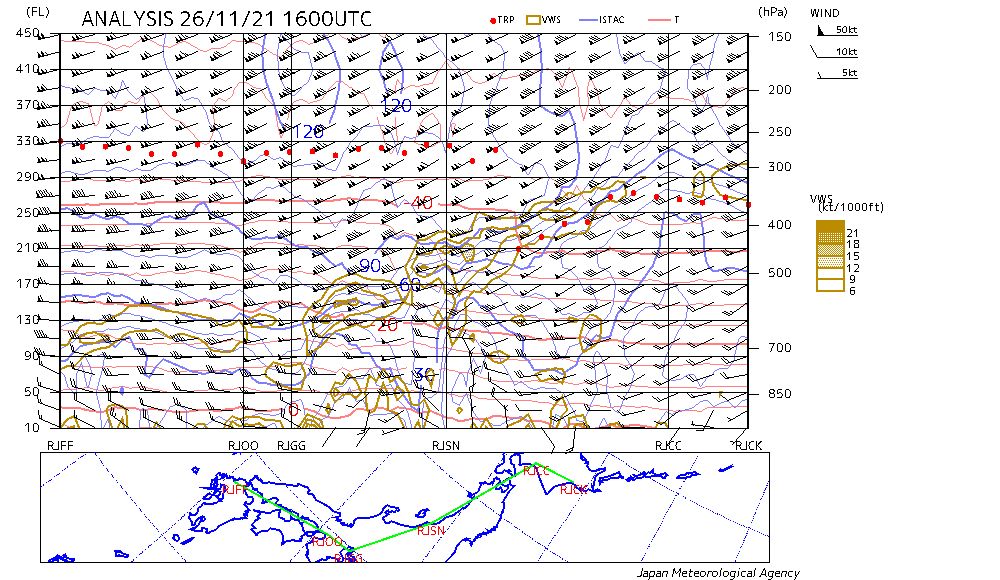 (FL) ANALYSIS 26/11/21 1600UTC TRP VWS ISTAC T (hPa) WIND
450 150
50kt
10kt
410
5kt
200
370 120
250
330 120
300
290
-40 VWS
(kt/1000ft)
250
400
21
210 18
90 15
500 12
170 60 9
6
130 -20
700
90
30
50 850
0
10
RJFF RJOO RJGG RJSN RJCC RJCK
RJCC
RJFF RJCK
RJSN
RJOO
RJGG
Japan Meteorological Agency